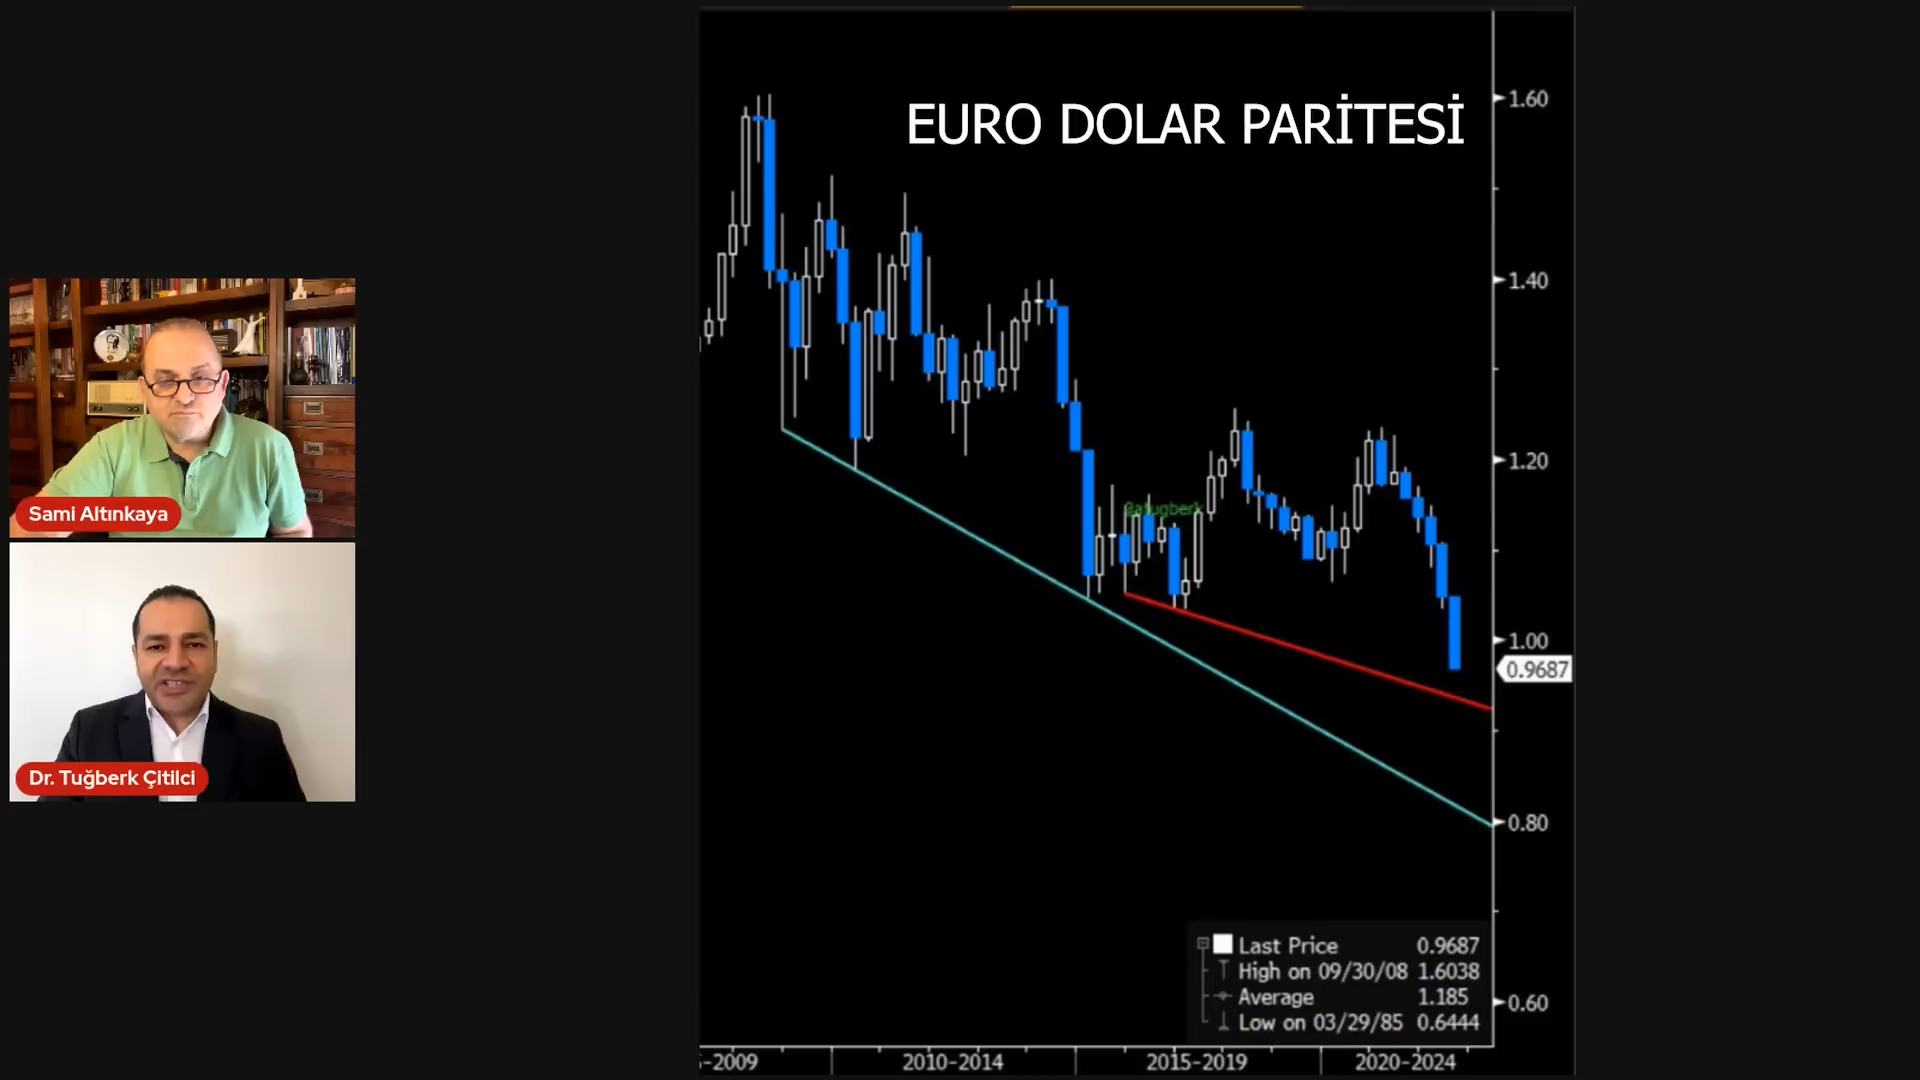 EURO DOLAR PARİTESİ
1.60
1.40
1.20
1.00
0.9687
0.80
0.60
Sami Altınkaya
Dr. Tuğberk Çitilci
Last Price 0.9687
High on 09/30/08 1.6038
Average 1.185
Low on 03/29/85 0.6444
-2009
2010-2014
2015-2019
2020-2024